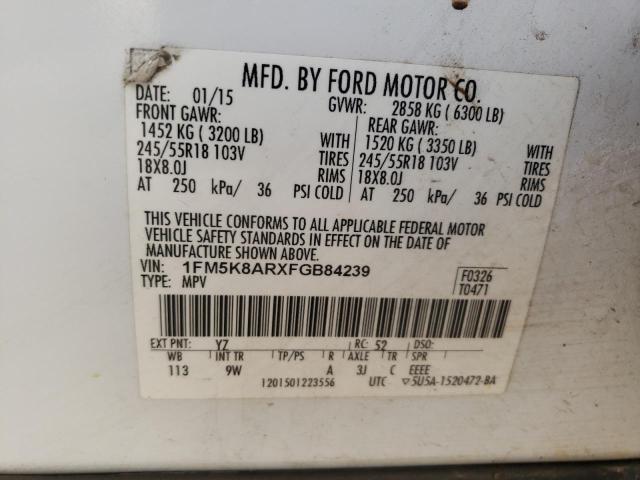 MFD. BY FORD MOTOR CO.
DATE: 01/15 GVWR: 2858 KG ( 6300 LB)
FRONT GAWR: REAR GAWR:
1452 KG ( 3200 LB) WITH 1520 KG ( 3350 LB) WITH
245/55R18 103V TIRES 245/55R18 103V TIRES
18X8.0J RIMS 18X8.0J RIMS
AT 250 kPa/ 36 PSI COLD AT 250 kPa/ 36 PSI COLD
THIS VEHICLE CONFORMS TO ALL APPLICABLE FEDERAL MOTOR
VEHICLE SAFETY STANDARDS IN EFFECT ON THE DATE OF
MANUFACTURE SHOWN ABOVE.
VIN: 1FM5K8ARXFGB84239 F0326
TYPE: MPV T0471
EXT PNT: YZ RC: 52 DSO:
WB INT TR TP/PS R AXLE TR SPR
113 9W A 3J C EEEE
1201501223556 UTC ▽5U5A-1520472-BA